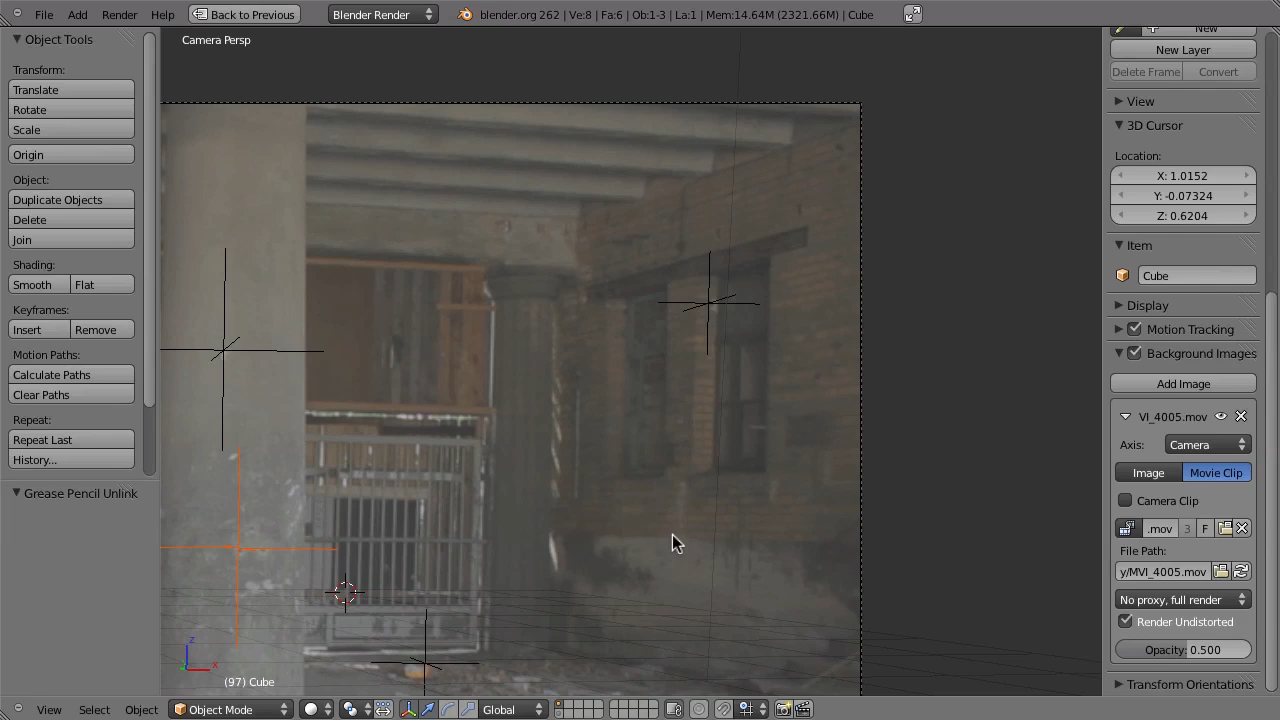 File Add Render Help Back to Previous Blender Render blender.org 262 | Ve:8 | Fa:6 | Ob:1-3 | La:1 | Mem:14.64M (2321.66M) | Cube
Object Tools
Transform:
Translate
Rotate
Scale
Origin
Object:
Duplicate Objects
Delete
Join
Shading:
Smooth Flat
Keyframes:
Insert Remove
Motion Paths:
Calculate Paths
Clear Paths
Repeat:
Repeat Last
History...
Grease Pencil Unlink
Camera Persp
z
x
(97) Cube
New
New Layer
Delete Frame Convert
View
3D Cursor
Location:
X: 1.0152
Y: -0.07324
Z: 0.6204
Item
Cube
Display
Motion Tracking
Background Images
Add Image
VI_4005.mov
Axis: Camera
Image Movie Clip
Camera Clip
.mov 3 F
File Path:
y/MVI_4005.mov
No proxy, full render
Render Undistorted
Opacity: 0.500
Transform Orientations
View Select Object Object Mode Global